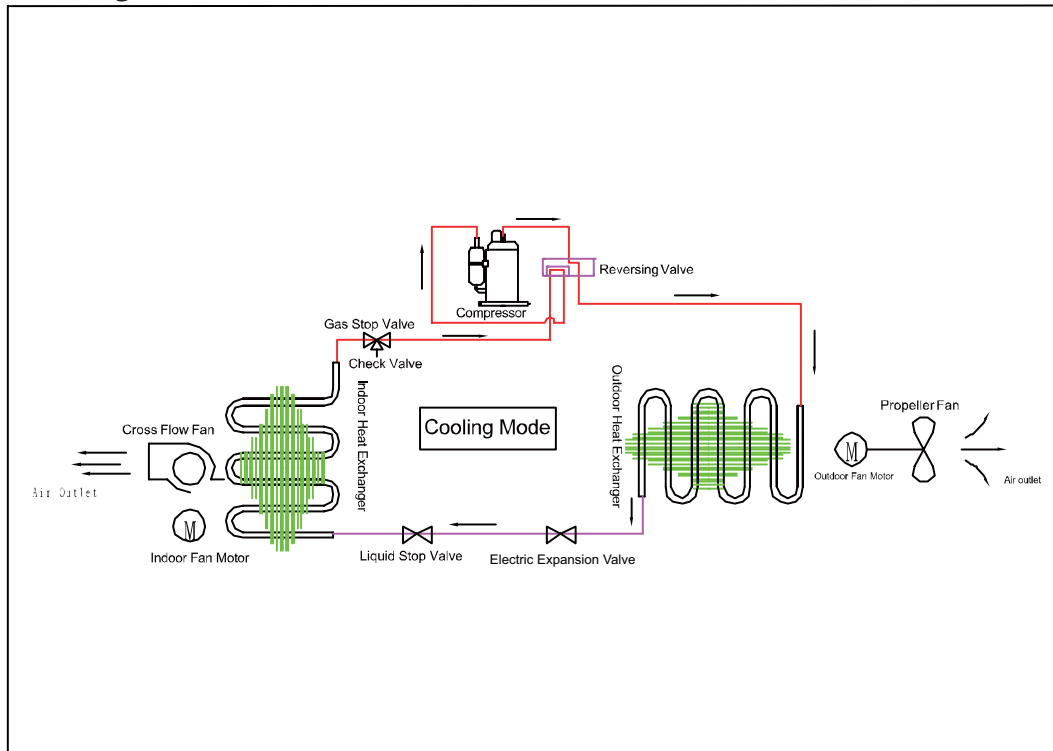 Reversing Valve
Compressor
Gas Stop Valve
Check Valve
Indoor Heat Exchanger
Outdoor Heat Exchanger
Cooling Mode
Propeller Fan
Cross Flow Fan
M
Outdoor Fan Motor
Air outlet
Air Outlet
M
Indoor Fan Motor
Liquid Stop Valve
Electric Expansion Valve